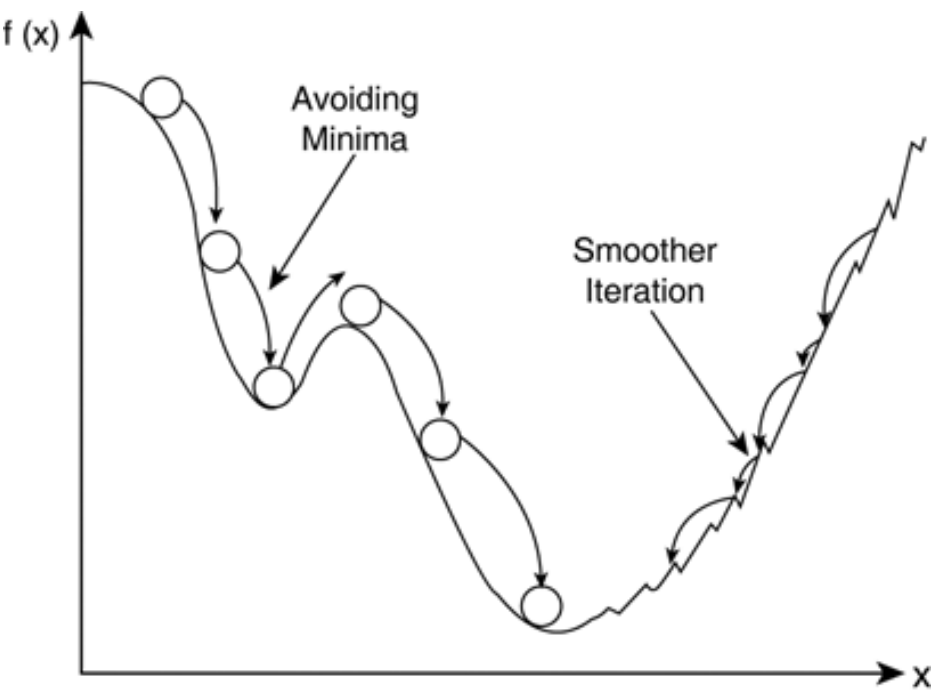 f (x)
Avoiding
Minima
Smoother
Iteration
x